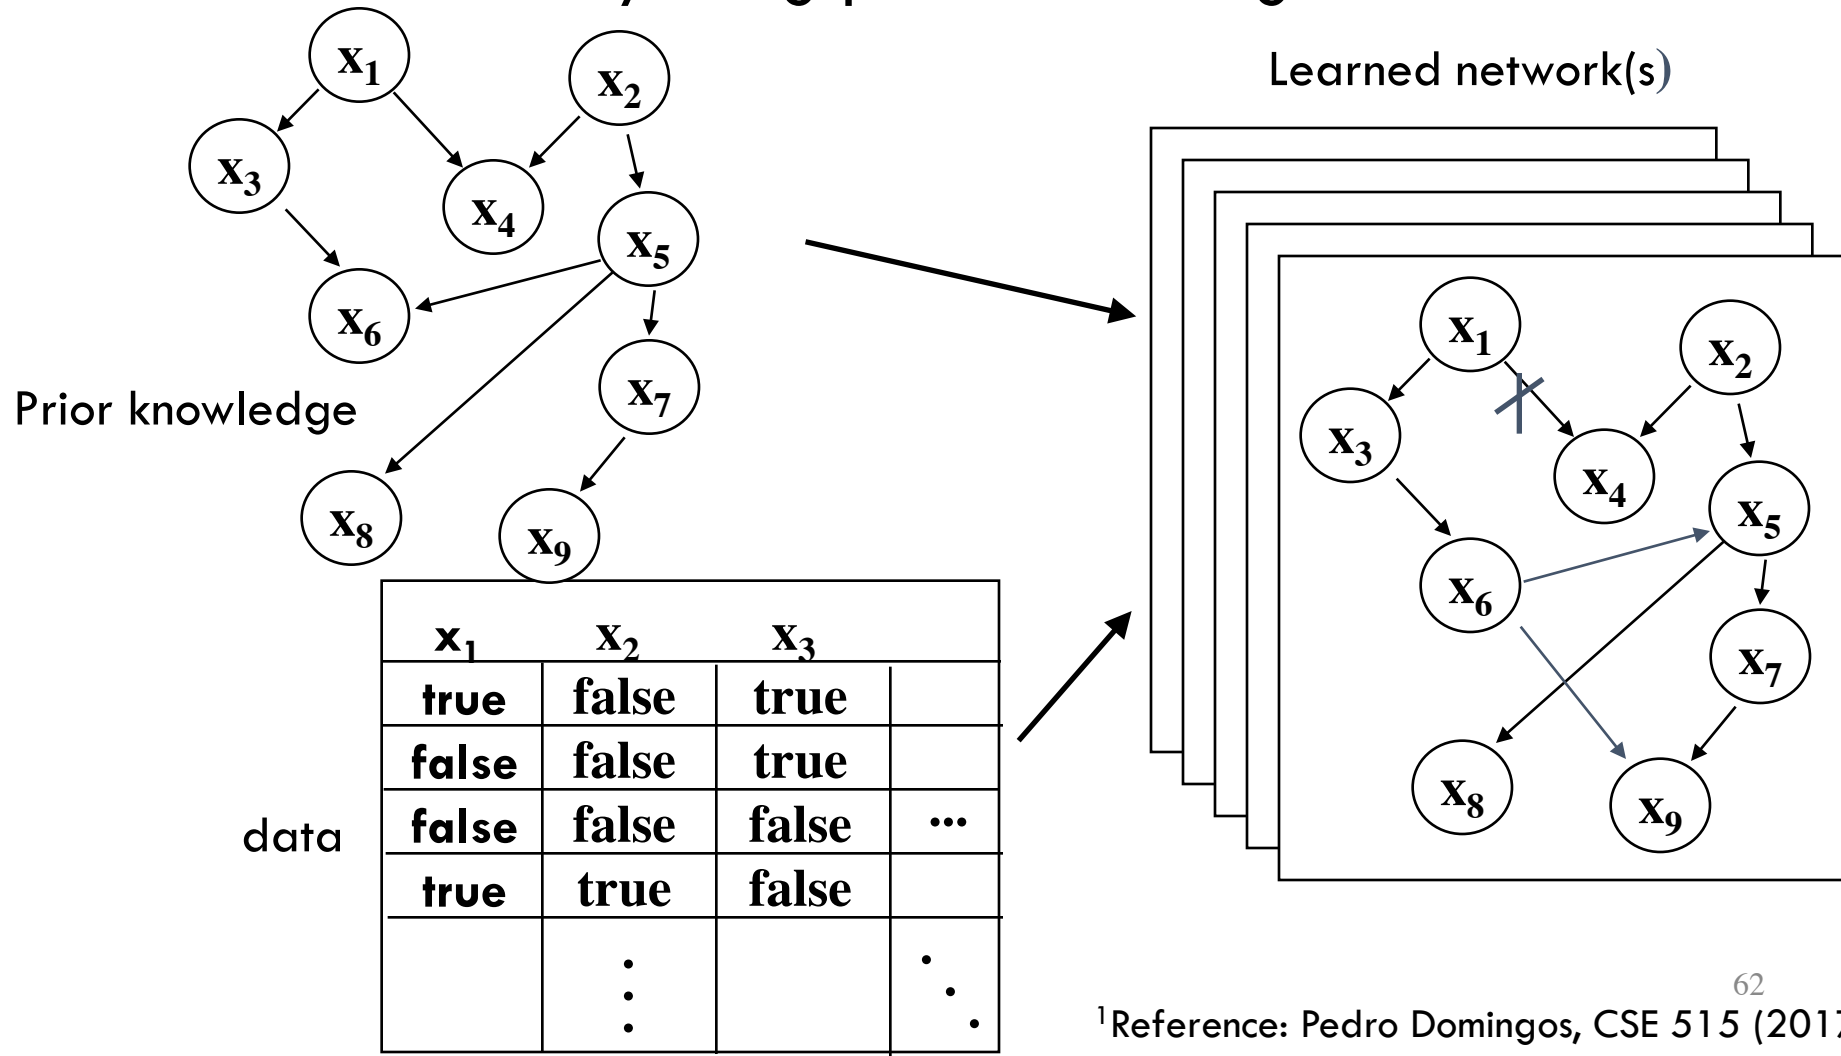 x₁
x₂
x₃
x₄
x₅
x₆
x₇
x₈
x₉
Prior knowledge
data
x₁ x₂ x₃
true false true
false false true
false false false ...
true true false
Learned network(s)
x₁
x₂
x₃
x₄
x₅
x₆
x₇
x₈
x₉
62
¹Reference: Pedro Domingos, CSE 515 (2017